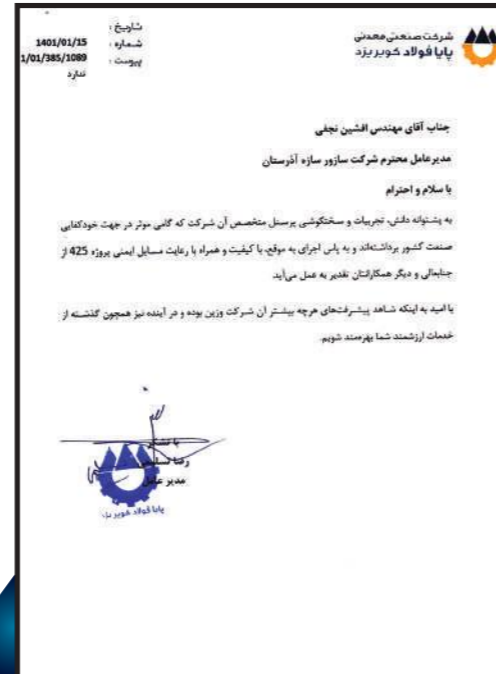 شرکت صنعتی معدنی
پایا فولاد کویر یزد
تاریخ :
شماره :
پیوست :
1401/01/15
1/01/385/1089
ندارد
جناب آقای مهندس افشین نجفی
مدیرعامل محترم شرکت سازور سازه آذرستان
با سلام و احترام
به پشتوانه دانش، تجربیات و سختگوشی پرسنل متخصص آن شرکت که گامی موثر در جهت خودکفایی
صنعت کشور برداشته‌اند و به پاس اجرای به موقع، با کیفیت و همراه با رعایت مسایل ایمنی پروژه 425 از
جنابعالی و دیگر همکارانتان تقدیر به عمل می‌آید.
با امید به اینکه شاهد پیشرفت‌های هرچه بیشتر آن شرکت وزین بوده و در آینده نیز همچون گذشته از
خدمات ارزشمند شما بهره‌مند شویم.
با تشکر
رضا
مدیر عامل
پایا فولاد کویر یزد